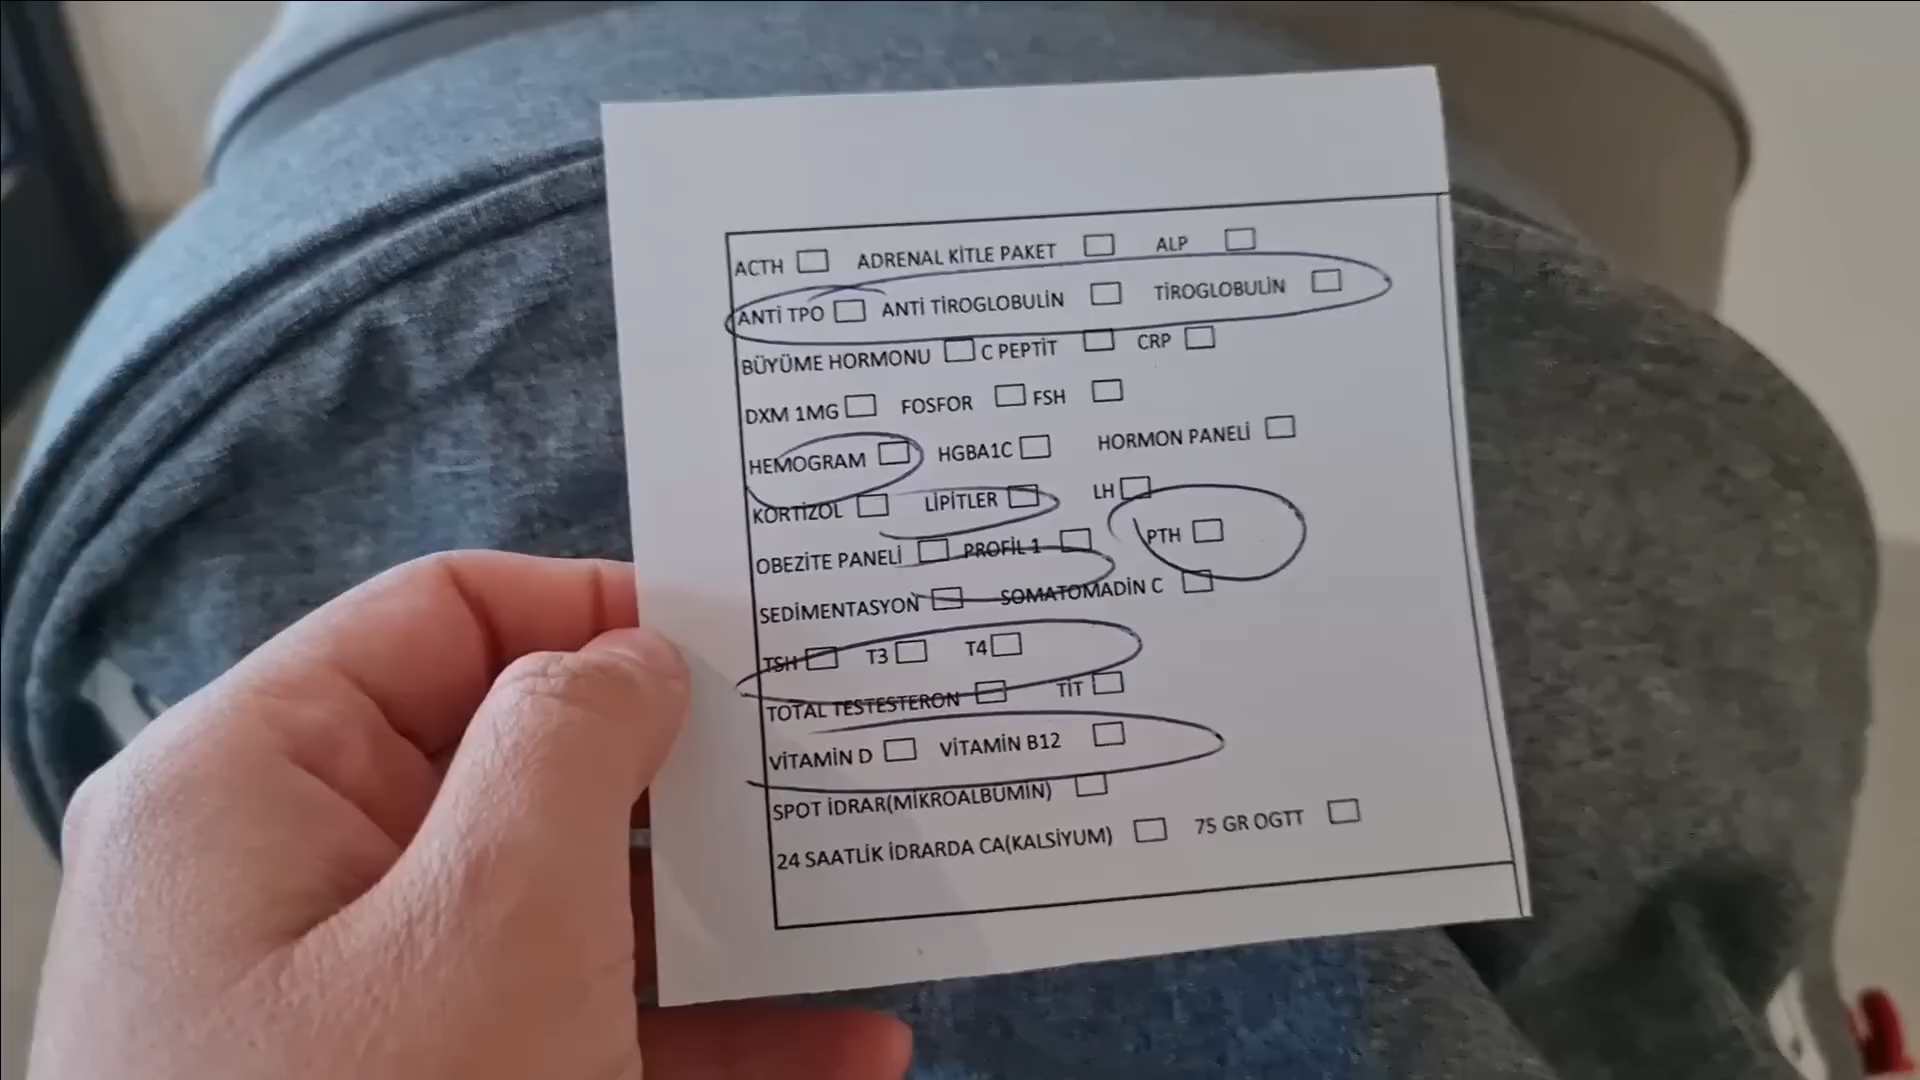 ACTH ADRENAL KİTLE PAKET ALP
ANTİ TPO ANTİ TİROGLOBULİN TİROGLOBULİN
BÜYÜME HORMONU C PEPTİT CRP
DXM 1MG FOSFOR FSH
HEMOGRAM HGBA1C HORMON PANELİ
KORTİZOL LİPİTLER LH
OBEZİTE PANELİ PROFİL 1 PTH
SEDİMENTASYON SOMATOMADİN C
TSH T3 T4
TOTAL TESTESTERON TİT
VİTAMİN D VİTAMİN B12
SPOT İDRAR(MİKROALBUMİN)
24 SAATLİK İDRARDA CA(KALSİYUM) 75 GR OGTT